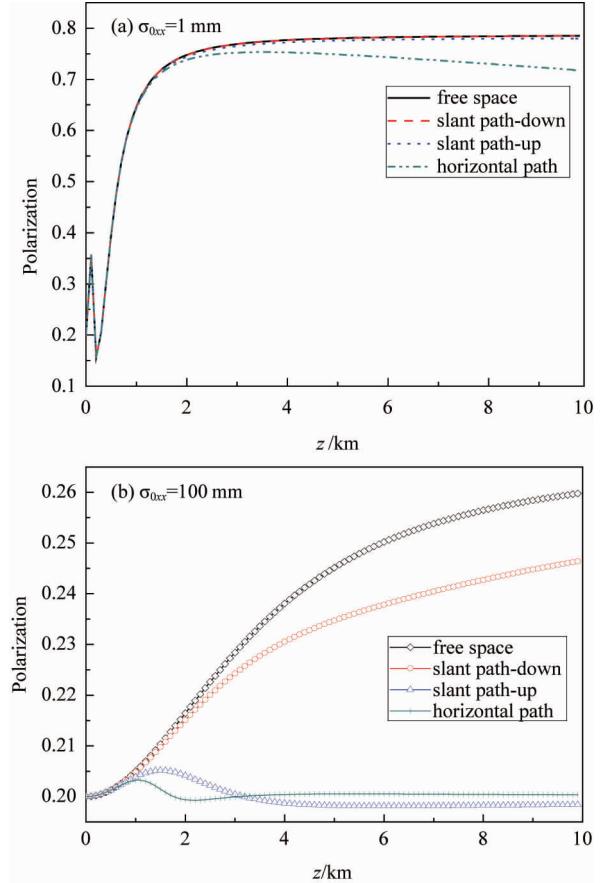 (a) σ0xx=1 mm
0.8
0.7
0.6
0.5
0.4
0.3
0.2
0.1
Polarization
free space
slant path-down
slant path-up
horizontal path
0 2 4 6 8 10
z/km
(b) σ0xx=100 mm
0.26
0.25
0.24
0.23
0.22
0.21
0.20
Polarization
free space
slant path-down
slant path-up
horizontal path
0 2 4 6 8 10
z/km